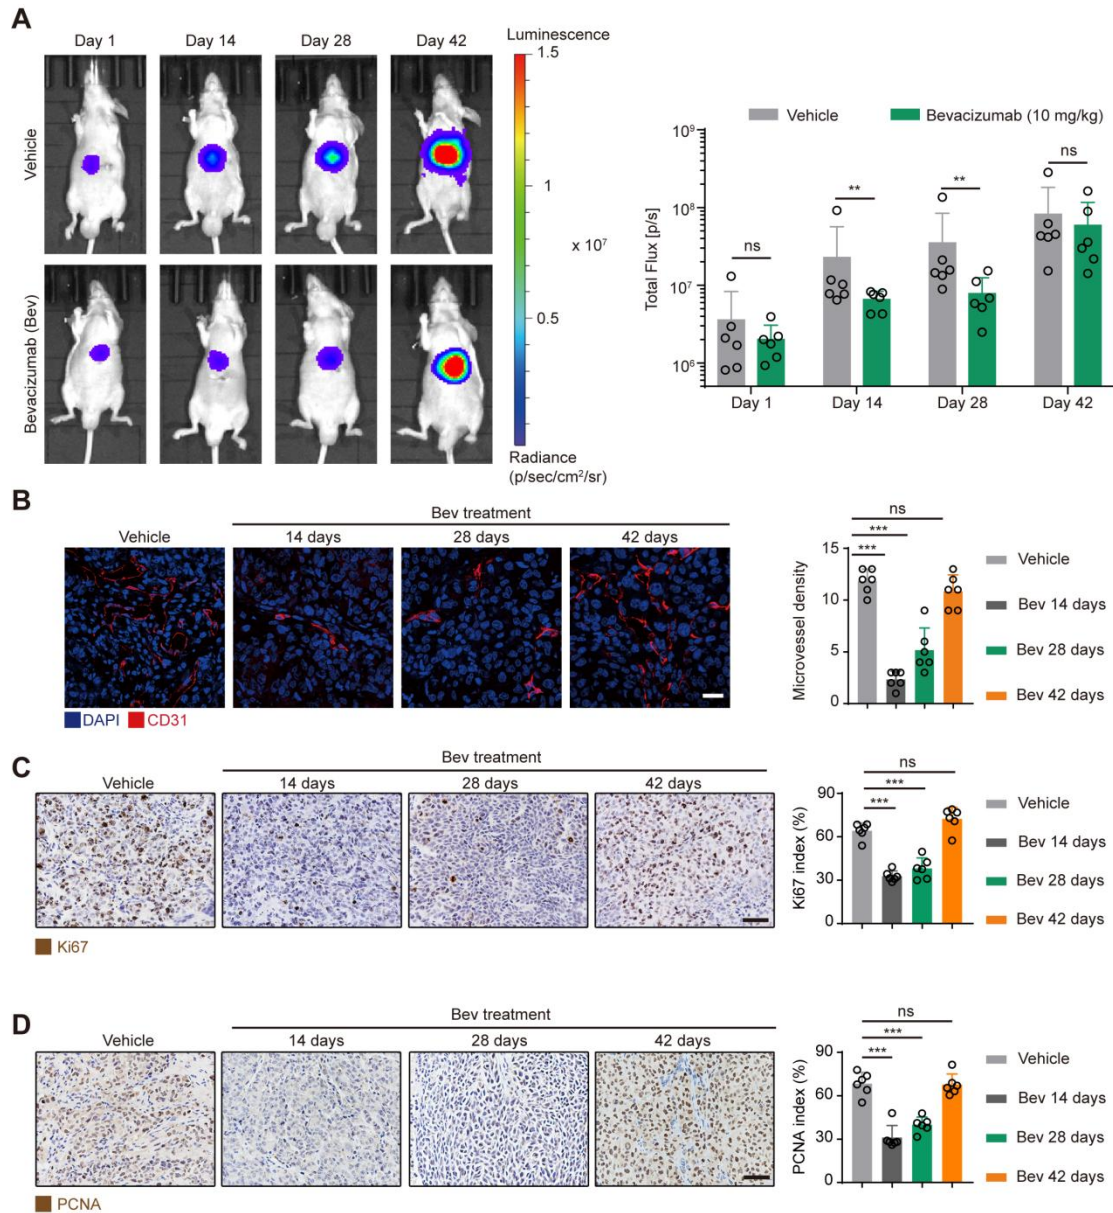 A
Day 1 Day 14 Day 28 Day 42
Luminescence
1.5
1
x 10⁷
0.5
Radiance
(p/sec/cm²/sr)
Vehicle
Bevacizumab (Bev)
Vehicle Bevacizumab (10 mg/kg)
Total Flux [p/s]
10⁹
10⁸
10⁷
10⁶
ns ** ** ns
Day 1 Day 14 Day 28 Day 42
B
Bev treatment
Vehicle 14 days 28 days 42 days
DAPI CD31
Microvessel density
15
10
5
0
ns
***
***
Vehicle
Bev 14 days
Bev 28 days
Bev 42 days
C
Bev treatment
Vehicle 14 days 28 days 42 days
Ki67
Ki67 index (%)
90
60
30
0
ns
***
***
Vehicle
Bev 14 days
Bev 28 days
Bev 42 days
D
Bev treatment
Vehicle 14 days 28 days 42 days
PCNA
PCNA index (%)
90
60
30
0
ns
***
***
Vehicle
Bev 14 days
Bev 28 days
Bev 42 days